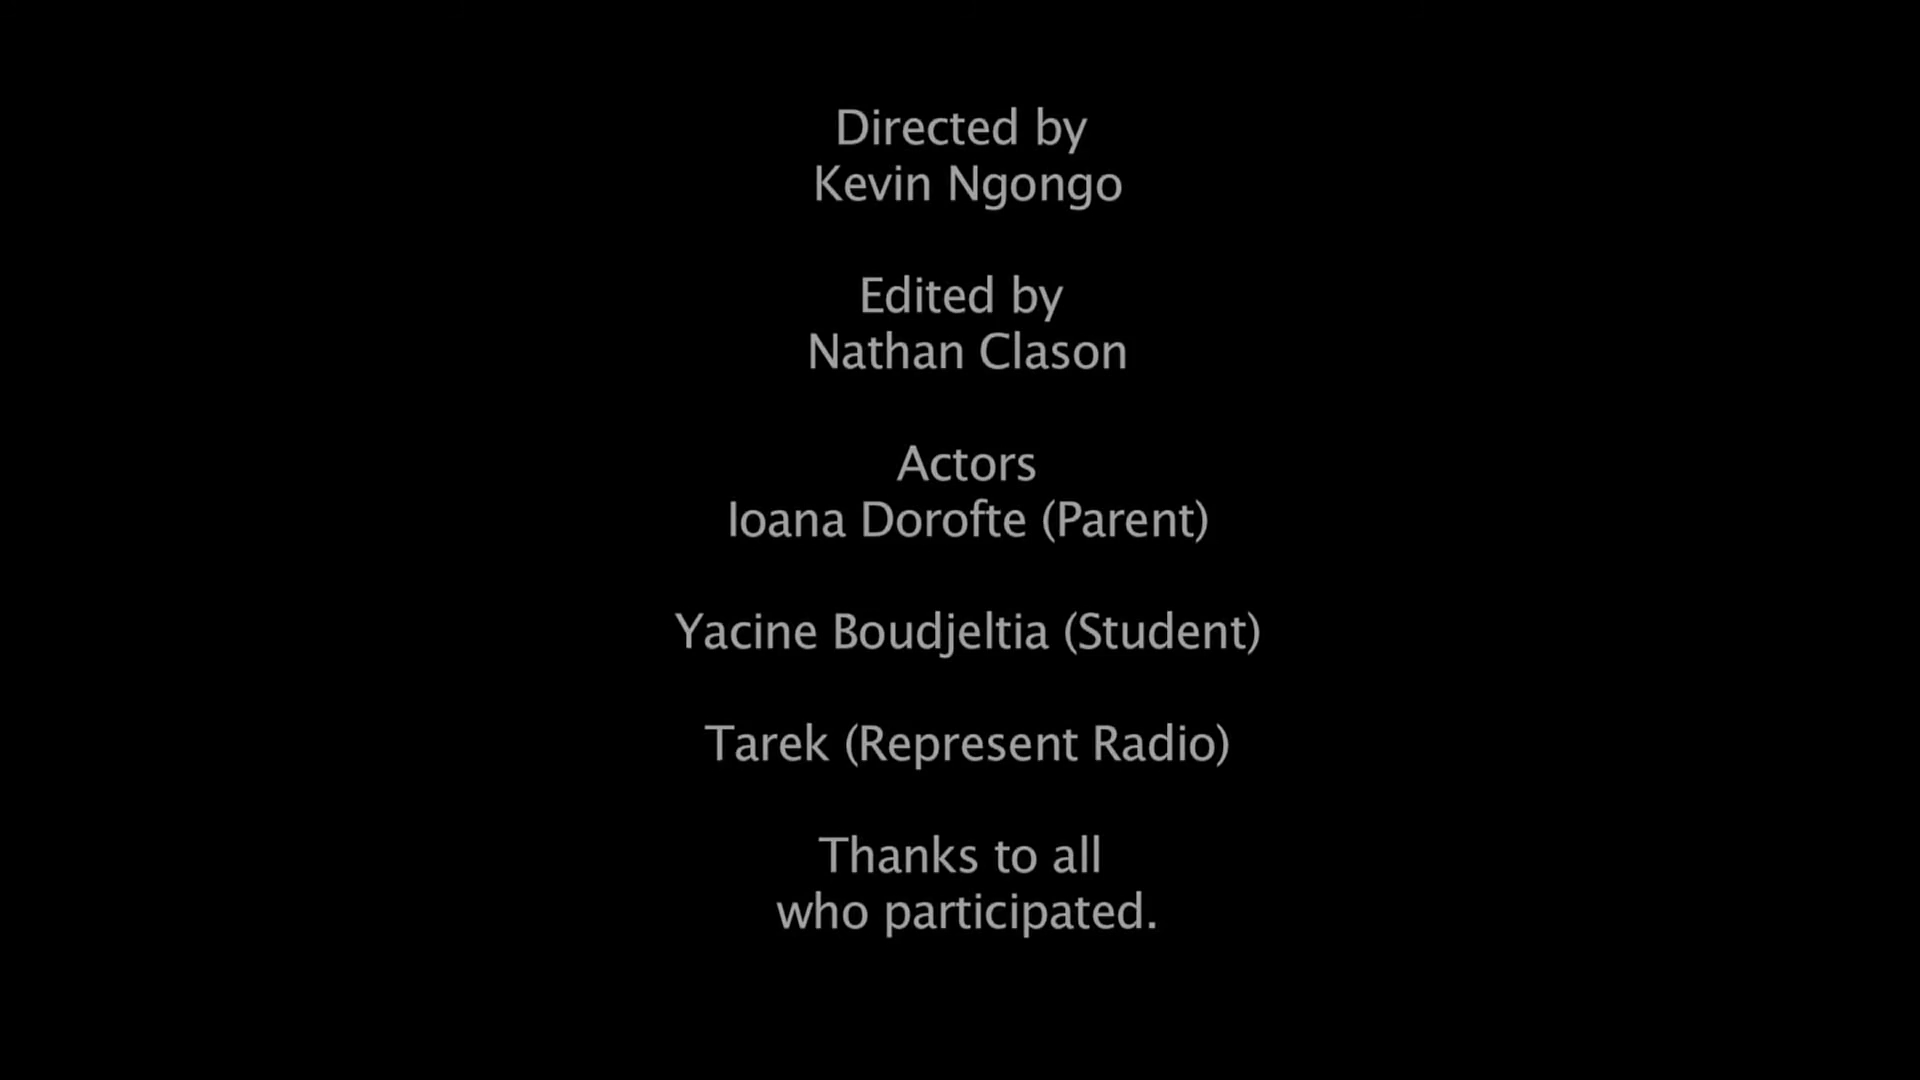 Directed by
Kevin Ngongo
Edited by
Nathan Clason
Actors
Ioana Dorofte (Parent)
Yacine Boudjeltia (Student)
Tarek (Represent Radio)
Thanks to all
who participated.